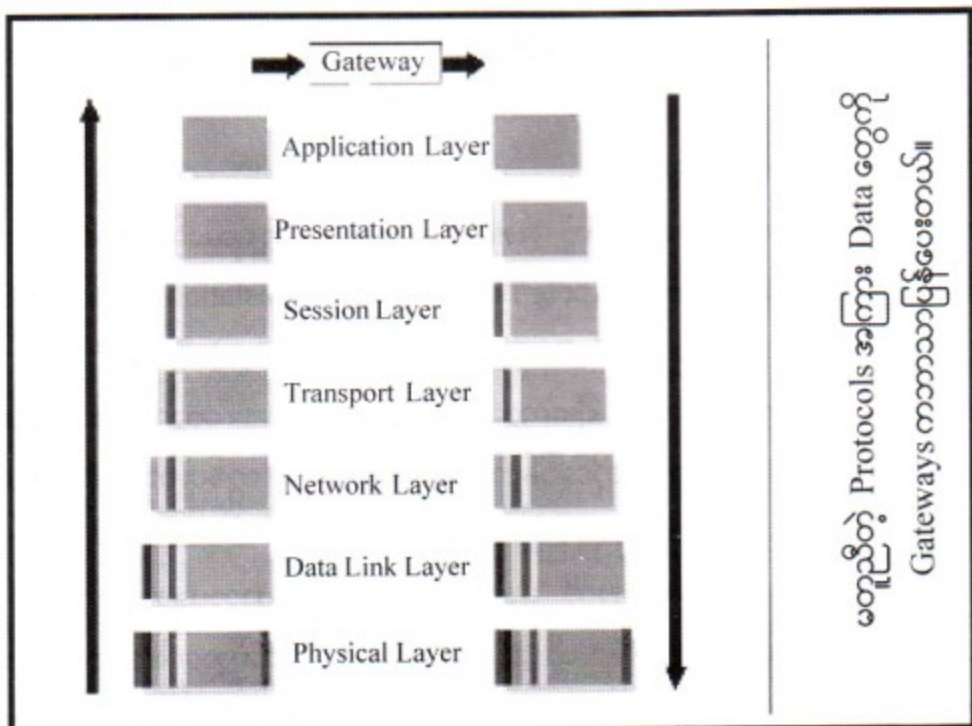 Gateway
Application Layer
Presentation Layer
Session Layer
Transport Layer
Network Layer
Data Link Layer
Physical Layer
မတူညီတဲ့ Protocols အကြား Data တွေကို
Gateways ကဘာသာပြန်ပေးတယ်။